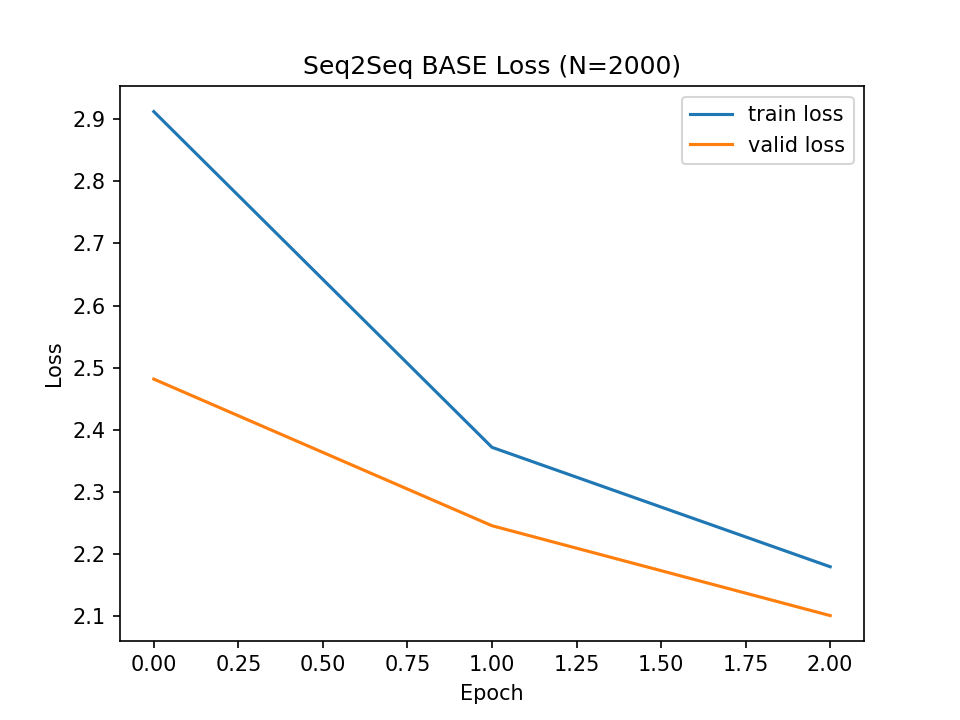 Seq2Seq BASE Loss (N=2000)
train loss
valid loss
2.9
2.8
2.7
2.6
2.5
2.4
2.3
2.2
2.1
Loss
0.00 0.25 0.50 0.75 1.00 1.25 1.50 1.75 2.00
Epoch